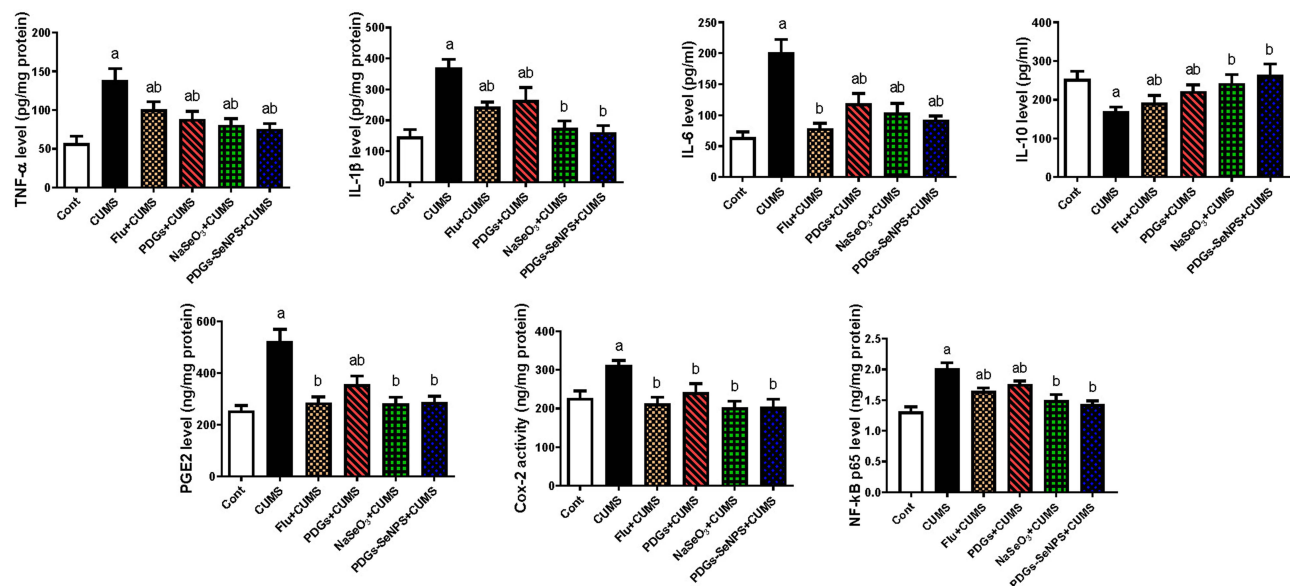 TNF-α level (pg/mg protein)
200
150
100
50
0
a
ab
ab
ab
ab
Cont
CUMS
Flu+CUMS
PDGs+CUMS
NaSeO₃+CUMS
PDGs-SeNPS+CUMS
IL-1β level (pg/mg protein)
500
400
300
200
100
0
a
ab
ab
b
b
Cont
CUMS
Flu+CUMS
PDGs+CUMS
NaSeO₃+CUMS
PDGs-SeNPS+CUMS
IL-6 level (pg/ml)
250
200
150
100
50
0
a
b
ab
ab
ab
Cont
CUMS
Flu+CUMS
PDGs+CUMS
NaSeO₃+CUMS
PDGs-SeNPS+CUMS
IL-10 level (pg/ml)
400
300
200
100
0
a
ab
ab
b
b
Cont
CUMS
Flu+CUMS
PDGs+CUMS
NaSeO₃+CUMS
PDGs-SeNPS+CUMS
PGE2 level (ng/mg protein)
600
400
200
0
a
b
ab
b
b
Cont
CUMS
Flu+CUMS
PDGs+CUMS
NaSeO₃+CUMS
PDGs-SeNPS+CUMS
Cox-2 activity (ng/mg protein)
400
300
200
100
0
a
b
b
b
b
Cont
CUMS
Flu+CUMS
PDGs+CUMS
NaSeO₃+CUMS
PDGs-SeNPS+CUMS
NF-kB p65 level (ng/mg protein)
2.5
2.0
1.5
1.0
0.5
0.0
a
ab
ab
b
b
Cont
CUMS
Flu+CUMS
PDGs+CUMS
NaSeO₃+CUMS
PDGs-SeNPS+CUMS